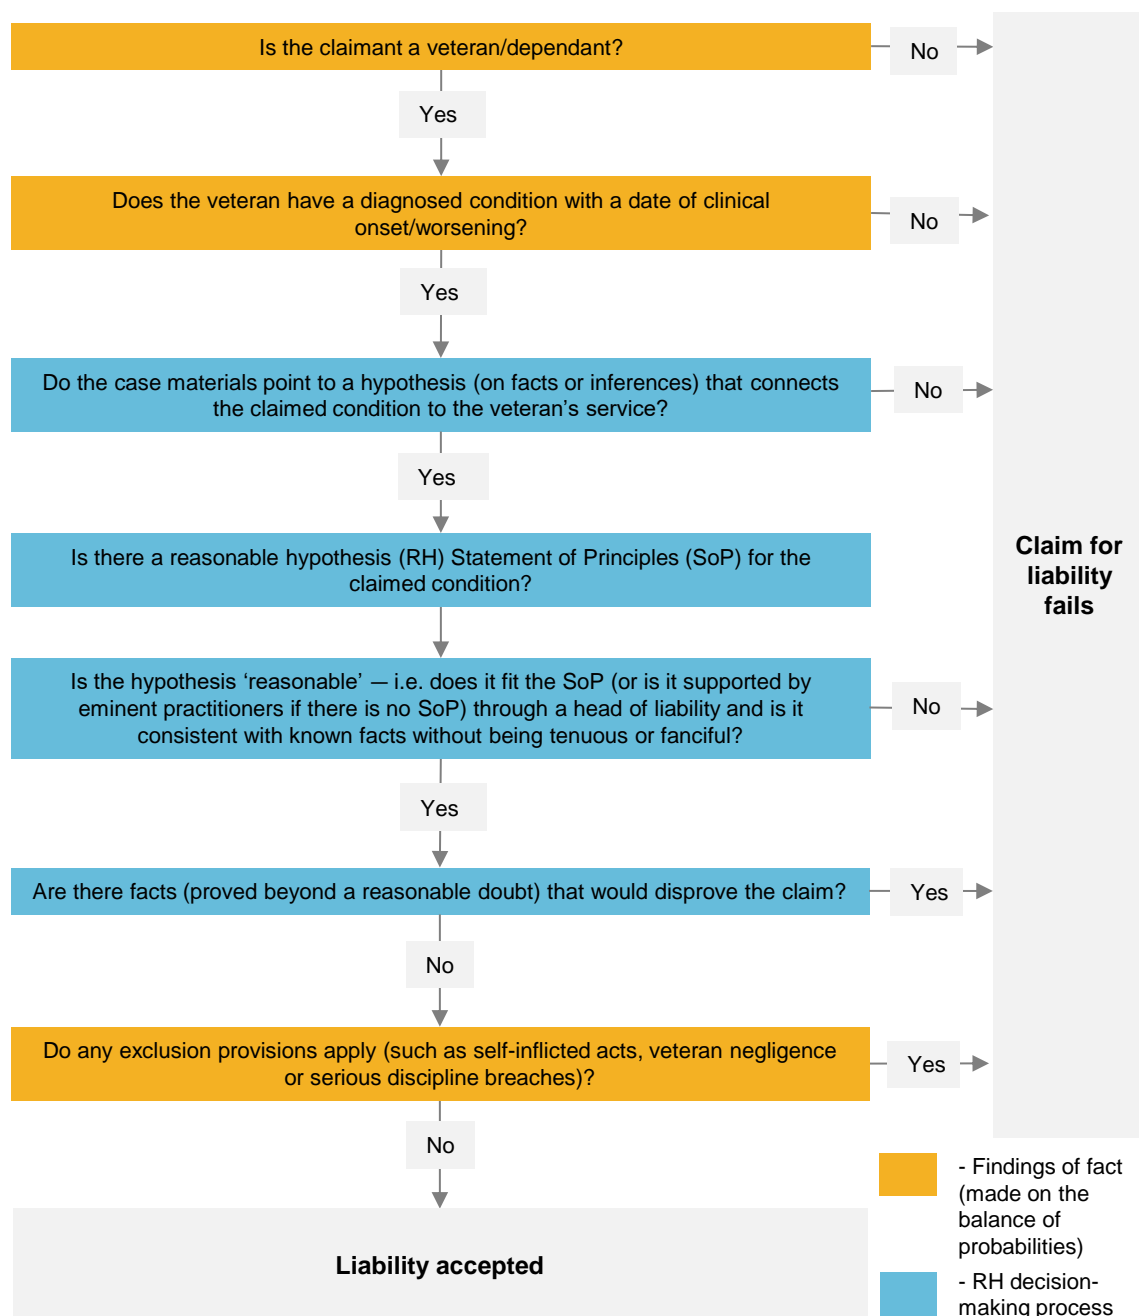 Is the claimant a veteran/dependant?
No
Yes
Does the veteran have a diagnosed condition with a date of clinical
onset/worsening?
No
Yes
Do the case materials point to a hypothesis (on facts or inferences) that connects
the claimed condition to the veteran's service?
No
Yes
Is there a reasonable hypothesis (RH) Statement of Principles (SoP) for the
claimed condition?
Is the hypothesis 'reasonable' — i.e. does it fit the SoP (or is it supported by
eminent practitioners if there is no SoP) through a head of liability and is it
consistent with known facts without being tenuous or fanciful?
No
Yes
Are there facts (proved beyond a reasonable doubt) that would disprove the claim?
Yes
No
Do any exclusion provisions apply (such as self-inflicted acts, veteran negligence
or serious discipline breaches)?
Yes
No
Liability accepted
Claim for
liability
fails
- Findings of fact
(made on the
balance of
probabilities)
- RH decision-
making process